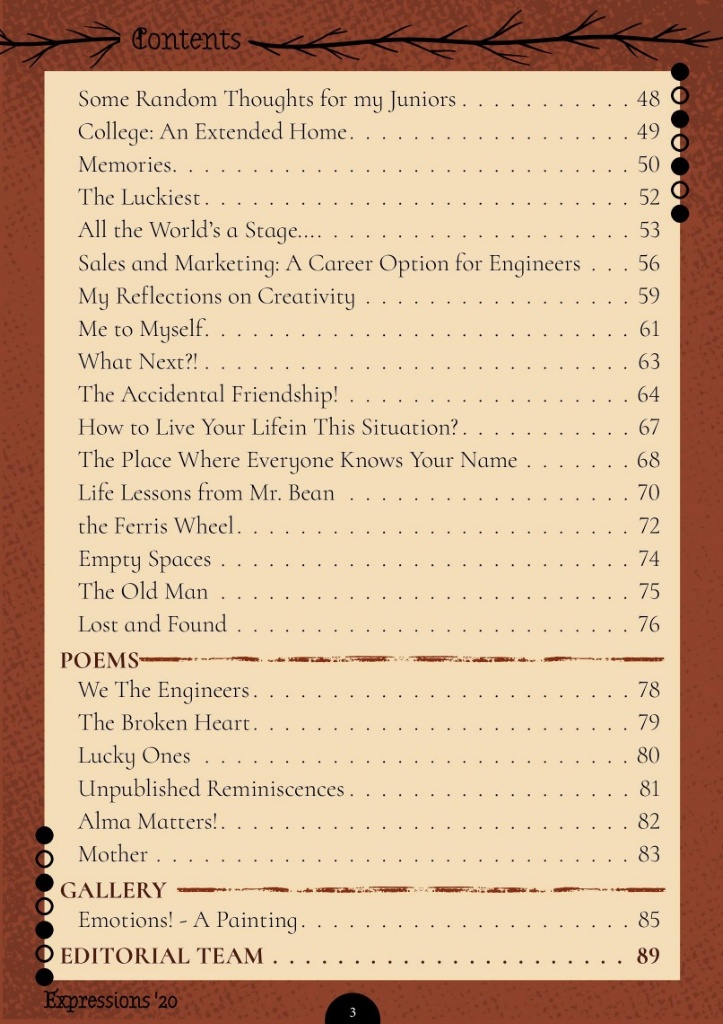 Contents
Some Random Thoughts for my Juniors . . . . . . . . . . . 48
College: An Extended Home. . . . . . . . . . . . . . . . . . 49
Memories. . . . . . . . . . . . . . . . . . . . . . . . . . . . . 50
The Luckiest . . . . . . . . . . . . . . . . . . . . . . . . . . . 52
All the World's a Stage.... . . . . . . . . . . . . . . . . . . . 53
Sales and Marketing: A Career Option for Engineers . . . 56
My Reflections on Creativity . . . . . . . . . . . . . . . . . 59
Me to Myself. . . . . . . . . . . . . . . . . . . . . . . . . . . 61
What Next?! . . . . . . . . . . . . . . . . . . . . . . . . . . . 63
The Accidental Friendship! . . . . . . . . . . . . . . . . . . 64
How to Live Your Lifein This Situation? . . . . . . . . . . . 67
The Place Where Everyone Knows Your Name . . . . . . . 68
Life Lessons from Mr. Bean . . . . . . . . . . . . . . . . . . 70
the Ferris Wheel . . . . . . . . . . . . . . . . . . . . . . . . . 72
Empty Spaces . . . . . . . . . . . . . . . . . . . . . . . . . . 74
The Old Man . . . . . . . . . . . . . . . . . . . . . . . . . . 75
Lost and Found . . . . . . . . . . . . . . . . . . . . . . . . . 76
POEMS
We The Engineers . . . . . . . . . . . . . . . . . . . . . . . . 78
The Broken Heart . . . . . . . . . . . . . . . . . . . . . . . . 79
Lucky Ones . . . . . . . . . . . . . . . . . . . . . . . . . . . 80
Unpublished Reminiscences . . . . . . . . . . . . . . . . . . 81
Alma Matters! . . . . . . . . . . . . . . . . . . . . . . . . . . 82
Mother . . . . . . . . . . . . . . . . . . . . . . . . . . . . . . 83
GALLERY
Emotions! - A Painting . . . . . . . . . . . . . . . . . . . . . 85
EDITORIAL TEAM . . . . . . . . . . . . . . . . . . . . . . . 89
Expressions '20
3